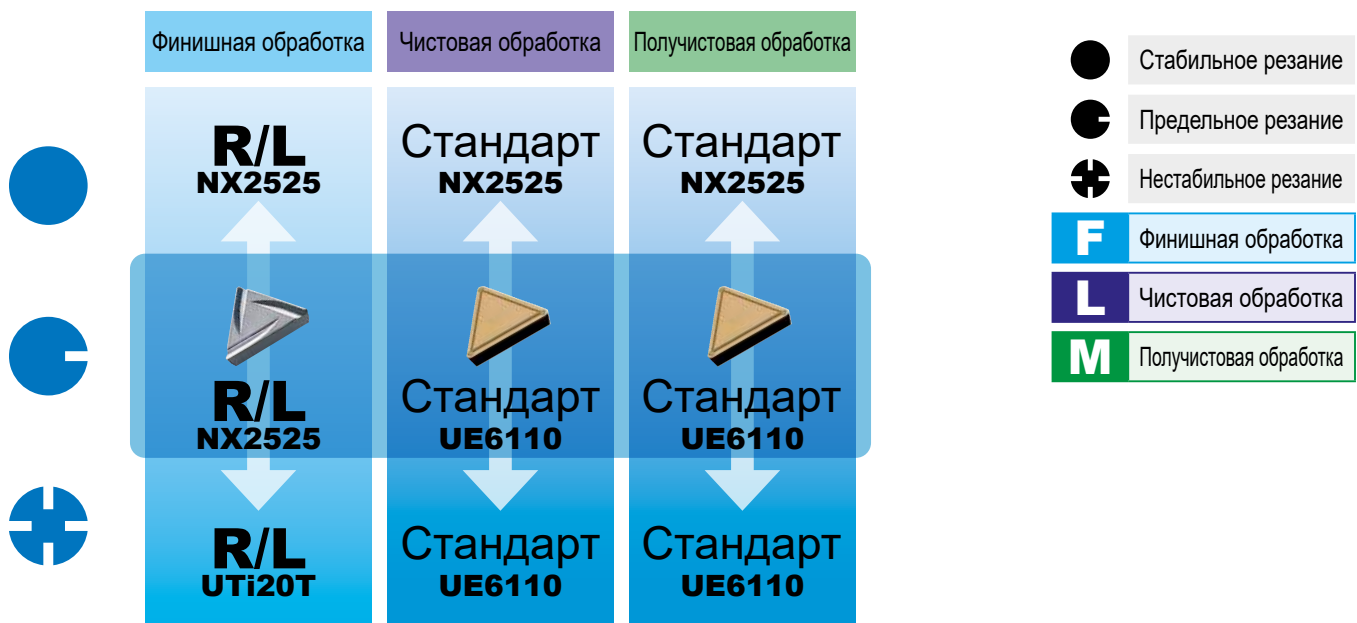 Финишная обработка
Чистовая обработка
Получистовая обработка
R/L
NX2525
Стандарт
NX2525
Стандарт
NX2525
R/L
NX2525
Стандарт
UE6110
Стандарт
UE6110
R/L
UTi20T
Стандарт
UE6110
Стандарт
UE6110
Стабильное резание
Предельное резание
Нестабильное резание
F Финишная обработка
L Чистовая обработка
M Получистовая обработка